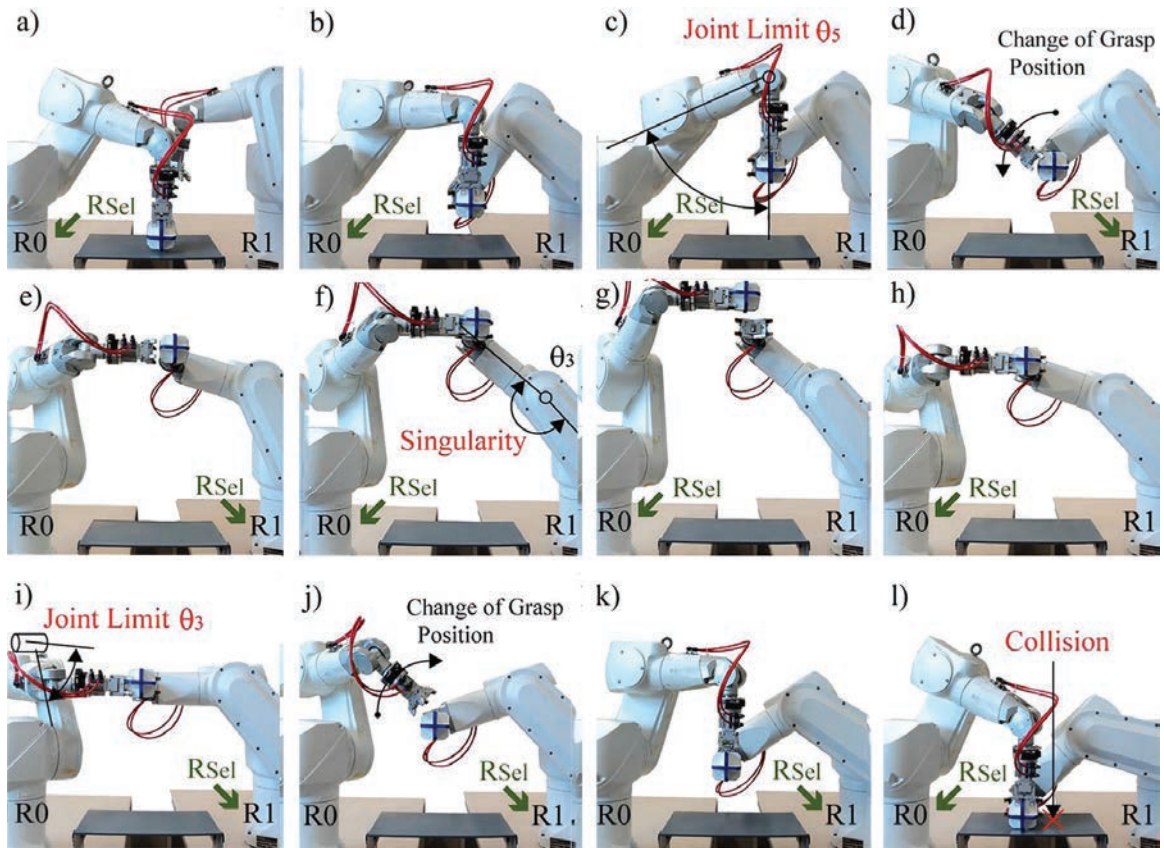 a)
RSel
R0
R1
b)
RSel
R0
R1
c)
Joint Limit θ5
RSel
R0
R1
d)
Change of Grasp
Position
RSel
R0
R1
e)
RSel
R0
R1
f)
θ3
Singularity
RSel
R0
R1
g)
RSel
R0
R1
h)
RSel
R0
R1
i)
Joint Limit θ3
RSel
R0
R1
j)
Change of Grasp
Position
RSel
R0
R1
k)
RSel
R0
R1
l)
Collision
RSel
R0
R1